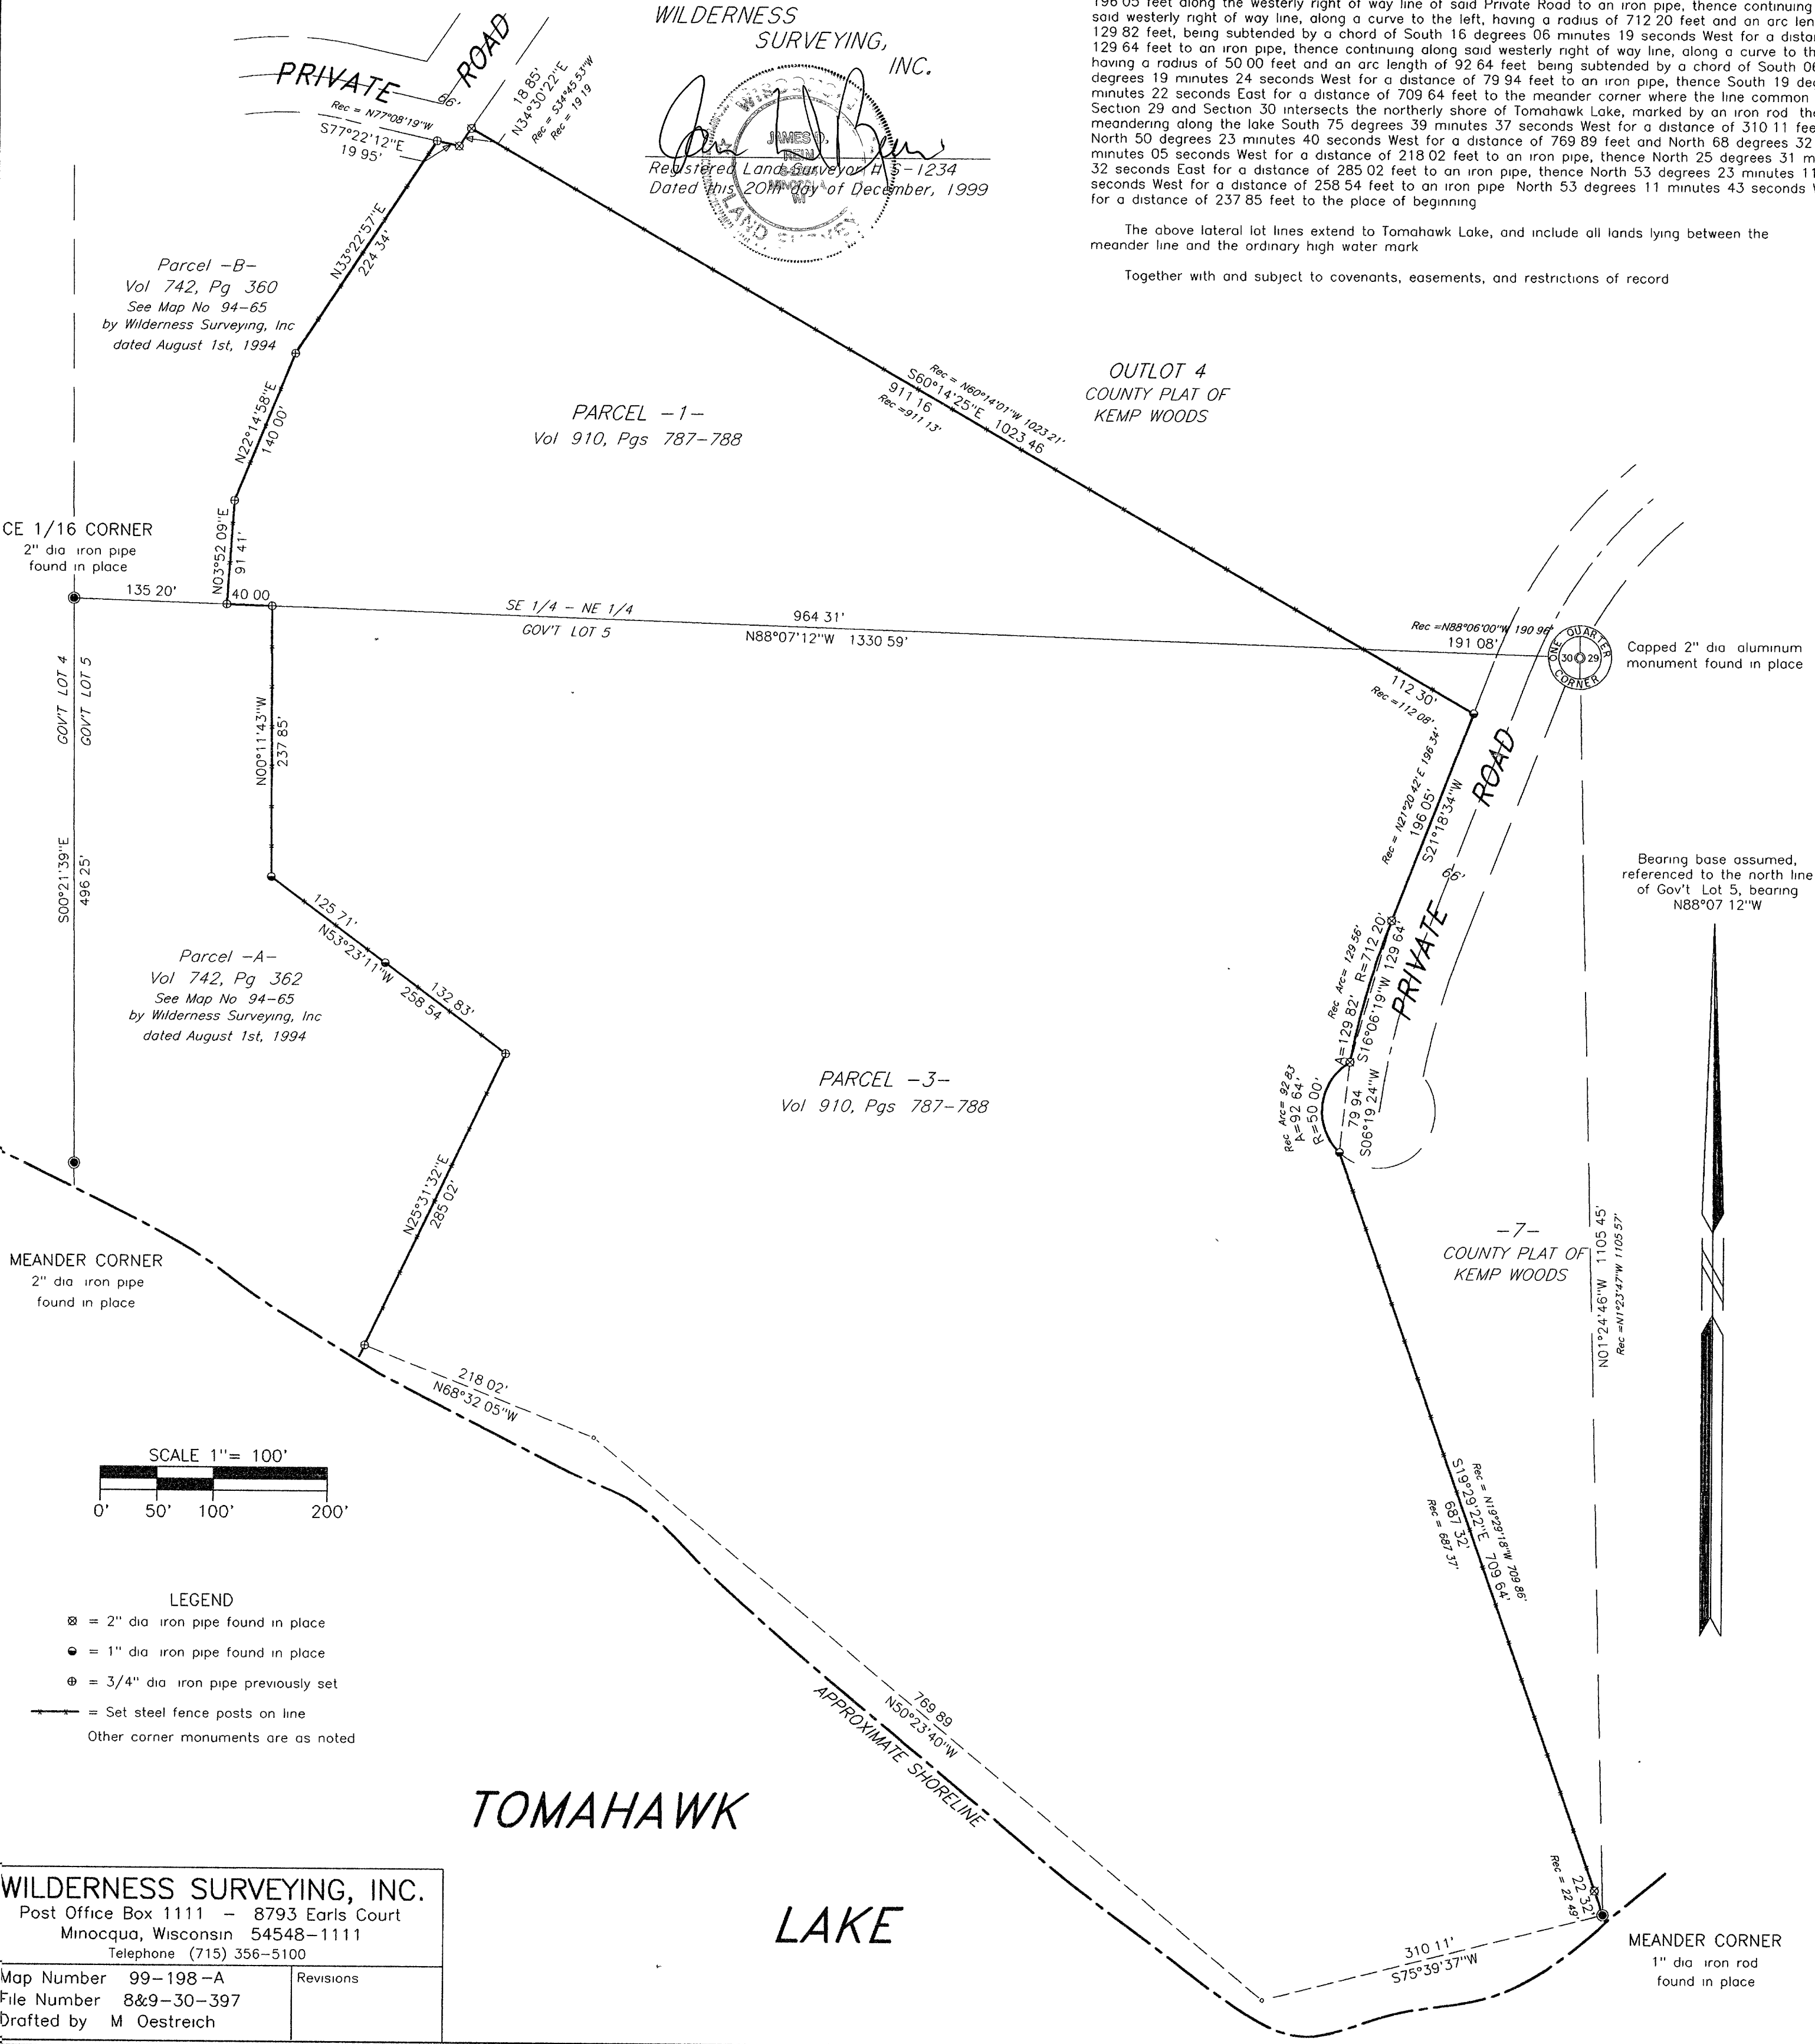 WILDERNESS
SURVEYING,
INC.
Registered Land Surveyor # S-1234
Dated this 20th day of December, 1999
JAMES D.
REIN
S-1234
MINOCQUA
WI
LAND SURVEY
196 05 feet along the westerly right of way line of said Private Road to an iron pipe, thence continuing
said westerly right of way line, along a curve to the left, having a radius of 712 20 feet and an arc len
129 82 feet, being subtended by a chord of South 16 degrees 06 minutes 19 seconds West for a distan
129 64 feet to an iron pipe, thence continuing along said westerly right of way line, along a curve to th
having a radius of 50 00 feet and an arc length of 92 64 feet being subtended by a chord of South 06
degrees 19 minutes 24 seconds West for a distance of 79 94 feet to an iron pipe, thence South 19 deg
minutes 22 seconds East for a distance of 709 64 feet to the meander corner where the line common
Section 29 and Section 30 intersects the northerly shore of Tomahawk Lake, marked by an iron rod the
meandering along the lake South 75 degrees 39 minutes 37 seconds West for a distance of 310 11 fee
North 50 degrees 23 minutes 40 seconds West for a distance of 769 89 feet and North 68 degrees 32
minutes 05 seconds West for a distance of 218 02 feet to an iron pipe, thence North 25 degrees 31 m
32 seconds East for a distance of 285 02 feet to an iron pipe, thence North 53 degrees 23 minutes 11
seconds West for a distance of 258 54 feet to an iron pipe North 53 degrees 11 minutes 43 seconds W
for a distance of 237 85 feet to the place of beginning
The above lateral lot lines extend to Tomahawk Lake, and include all lands lying between the
meander line and the ordinary high water mark
Together with and subject to covenants, easements, and restrictions of record
PRIVATE ROAD
66'
Rec = N77°08'19"W
S77°22'12"E
19 95'
18 85'
N34°30'22"E
Rec = S34°45 53"W
Rec = 19 19
N33°22'57"E
224 34'
Parcel -B-
Vol 742, Pg 360
See Map No 94-65
by Wilderness Surveying, Inc
dated August 1st, 1994
N22°14'58"E
140 00'
PARCEL -1-
Vol 910, Pgs 787-788
Rec = N60°14'01"W 1023 21'
S60°14'25"E 1023 46
911 16
Rec =911 13'
OUTLOT 4
COUNTY PLAT OF
KEMP WOODS
CE 1/16 CORNER
2" dia iron pipe
found in place
N03°52 09"E
91 41'
135 20'
40 00
SE 1/4 - NE 1/4
GOV'T LOT 5
964 31'
N88°07'12"W 1330 59'
Rec =N88°06'00"W 190 96'
191 08'
ONE QUARTER
30 29
CORNER
Capped 2" dia aluminum
monument found in place
112 30'
Rec =112 08'
GOV'T LOT 4
GOV'T LOT 5
N00°11'43"W
237 85'
S00°21'39"E
496 25'
Rec = N21°20 42"E 196 34'
196 05'
S21°18'34"W
PRIVATE ROAD
66'
Bearing base assumed,
referenced to the north line
of Gov't Lot 5, bearing
N88°07 12"W
125 71'
N53°23'11"W 258 54
132 83'
Parcel -A-
Vol 742, Pg 362
See Map No 94-65
by Wilderness Surveying, Inc
dated August 1st, 1994
Rec Arc= 129 56'
A=129 82' R=712 20'
S16°06'19"W 129 64'
PARCEL -3-
Vol 910, Pgs 787-788
Rec Arc= 92 83
A=92 64'
R=50 00'
79 94
S06°19 24"W
N25°31'32"E
285 02'
-7-
COUNTY PLAT OF
KEMP WOODS
N01°24'46"W 1105 45'
Rec =N1°23'47"W 1105 57'
MEANDER CORNER
2" dia iron pipe
found in place
218 02'
N68°32 05"W
SCALE 1"= 100'
0' 50' 100' 200'
Rec = N19°29'18"W 709 86'
S19°29'22"E 709 64'
687 32'
Rec = 687 37
LEGEND
= 2" dia iron pipe found in place
= 1" dia iron pipe found in place
= 3/4" dia iron pipe previously set
= Set steel fence posts on line
Other corner monuments are as noted
769 89
N50°23'40"W
APPROXIMATE SHORELINE
TOMAHAWK
LAKE
22 32'
Rec = 22 49'
310 11'
S75°39'37"W
MEANDER CORNER
1" dia iron rod
found in place
WILDERNESS SURVEYING, INC.
Post Office Box 1111 - 8793 Earls Court
Minocqua, Wisconsin 54548-1111
Telephone (715) 356-5100
Map Number 99-198-A
Revisions
File Number 8&9-30-397
Drafted by M Oestreich